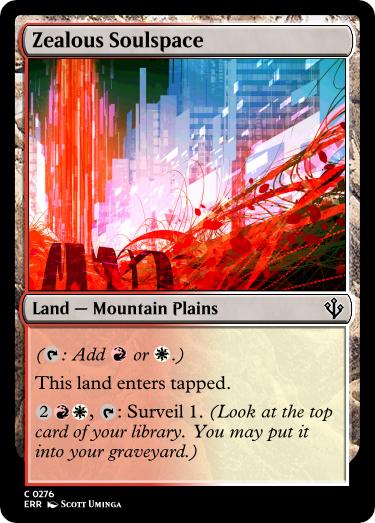 Zealous Soulspace
Land — Mountain Plains
(: Add or .)
This land enters tapped.
2, : Surveil 1. (Look at the top
card of your library. You may put it
into your graveyard.)
C 0276
ERR Scott Uminga